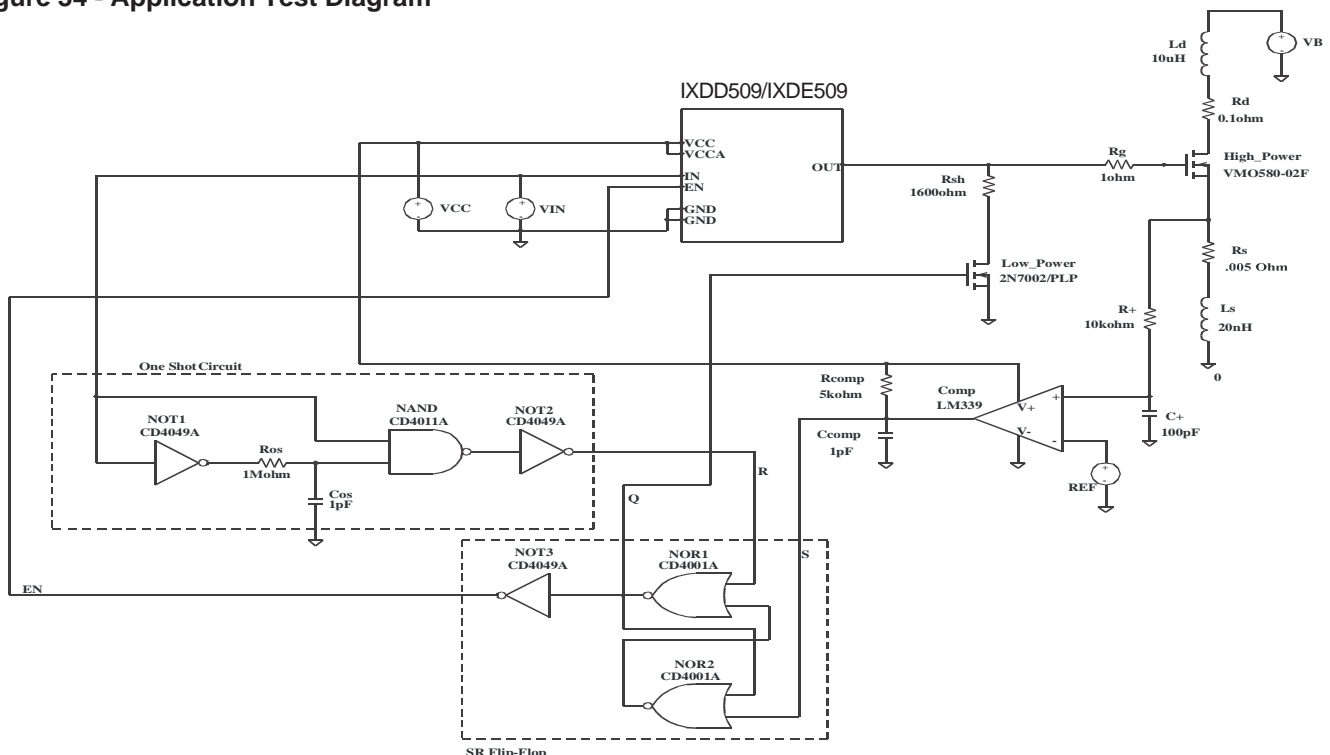 Figure 34 - Application Test Diagram
Ld
10uH
VB
Rd
0.1ohm
IXDD509/IXDE509
VCC
VCCA
IN
EN
GND
GND
OUT
Rg
1ohm
High_Power
VMO580-02F
Rsh
1600ohm
VCC
VIN
Rs
.005 Ohm
Low_Power
2N7002/PLP
R+
10kohm
Ls
20nH
0
One Shot Circuit
Rcomp
5kohm
Comp
LM339
V+
V-
+
-
C+
100pF
Ccomp
1pF
REF
NOT1
CD4049A
Ros
1Mohm
NAND
CD4011A
NOT2
CD4049A
Cos
1pF
R
Q
NOT3
CD4049A
NOR1
CD4001A
S
EN
NOR2
CD4001A
SR Flip-Flop